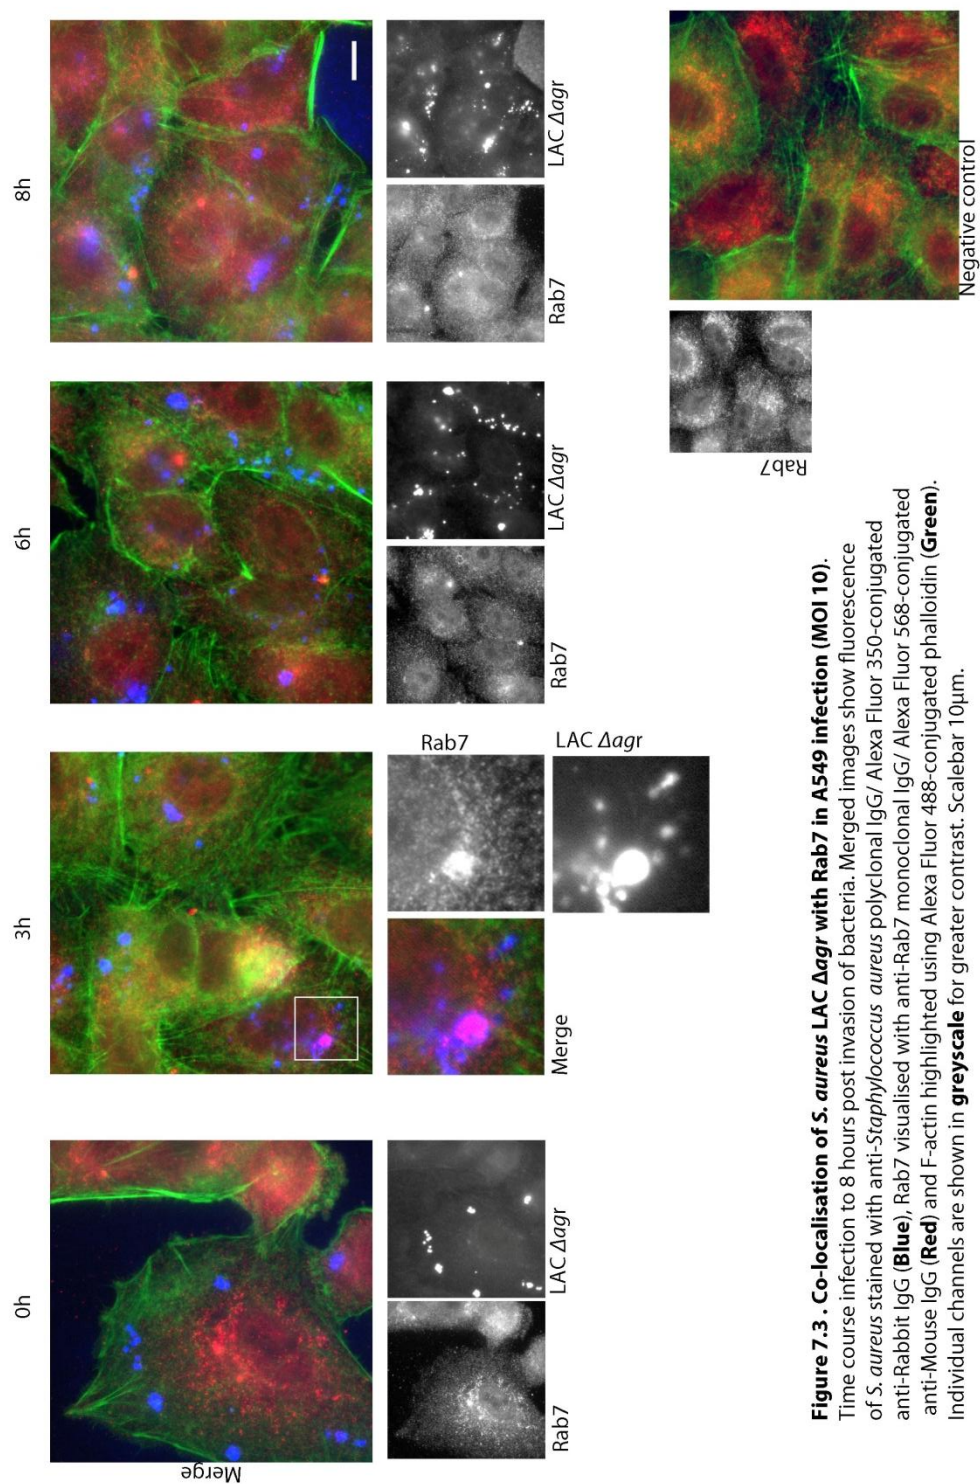 0h
3h
6h
8h
Merge
Rab7
LAC Δagr
Merge
Rab7
LAC Δagr
Rab7
LAC Δagr
Rab7
LAC Δagr
Rab7
Negative control
Figure 7.3 . Co-localisation of S. aureus LAC Δagr with Rab7 in A549 infection (MOI 10).
Time course infection to 8 hours post invasion of bacteria. Merged images show fluorescence
of S. aureus stained with anti-Staphylococcus aureus polyclonal IgG/ Alexa Fluor 350-conjugated
anti-Rabbit IgG (Blue), Rab7 visualised with anti-Rab7 monoclonal IgG/ Alexa Fluor 568-conjugated
anti-Mouse IgG (Red) and F-actin highlighted using Alexa Fluor 488-conjugated phalloidin (Green).
Individual channels are shown in greyscale for greater contrast. Scalebar 10µm.